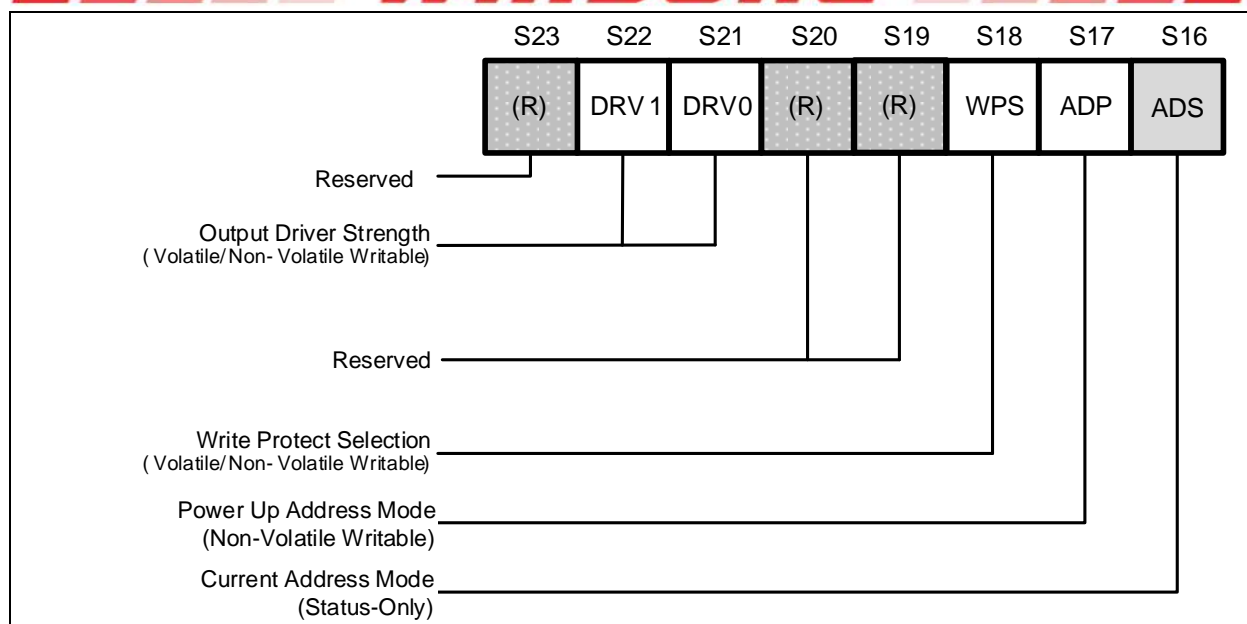 S23 S22 S21 S20 S19 S18 S17 S16
(R) DRV1 DRV0 (R) (R) WPS ADP ADS
Reserved
Output Driver Strength
( Volatile/Non- Volatile Writable)
Reserved
Write Protect Selection
( Volatile/Non- Volatile Writable)
Power Up Address Mode
(Non-Volatile Writable)
Current Address Mode
(Status-Only)